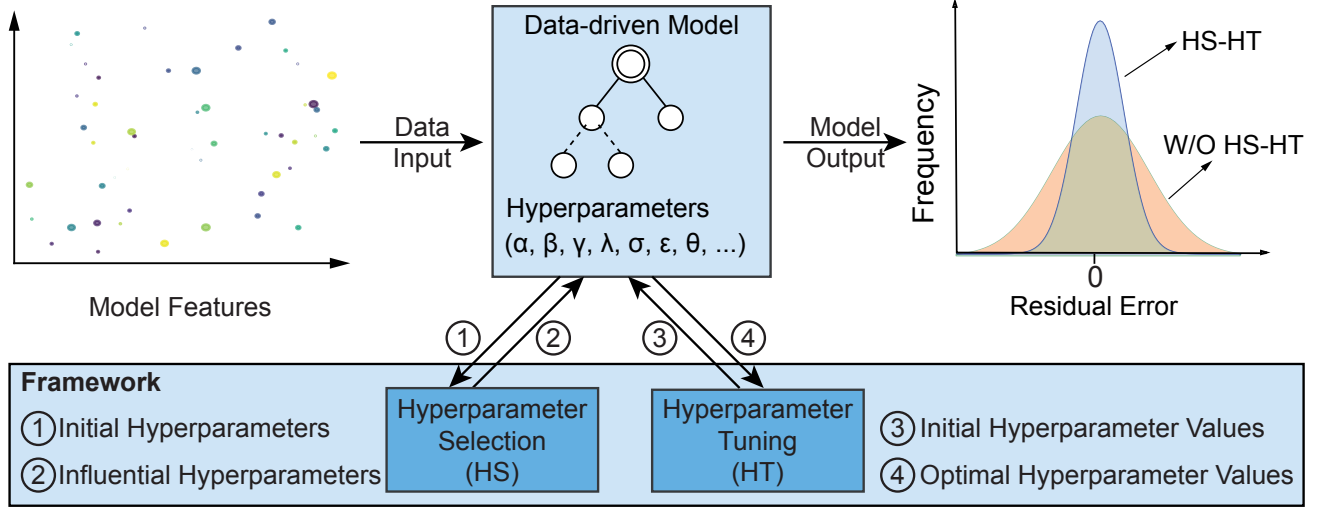 Model Features
Data
Input
Data-driven Model
Hyperparameters
(α, β, γ, λ, σ, ε, θ, ...)
Model
Output
Frequency
HS-HT
W/O HS-HT
0
Residual Error
1
2
3
4
Framework
1 Initial Hyperparameters
2 Influential Hyperparameters
Hyperparameter
Selection
(HS)
Hyperparameter
Tuning
(HT)
3 Initial Hyperparameter Values
4 Optimal Hyperparameter Values